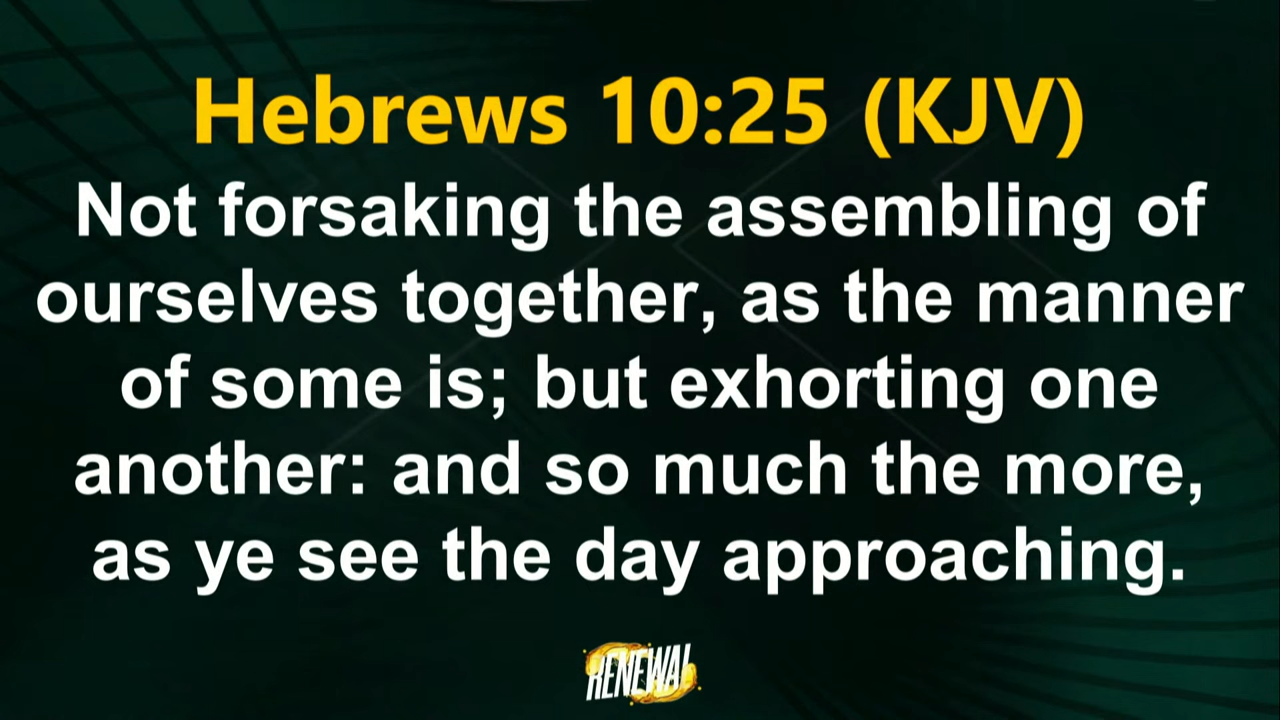 Hebrews 10:25 (KJV)
Not forsaking the assembling of
ourselves together, as the manner
of some is; but exhorting one
another: and so much the more,
as ye see the day approaching.
RENEWAL